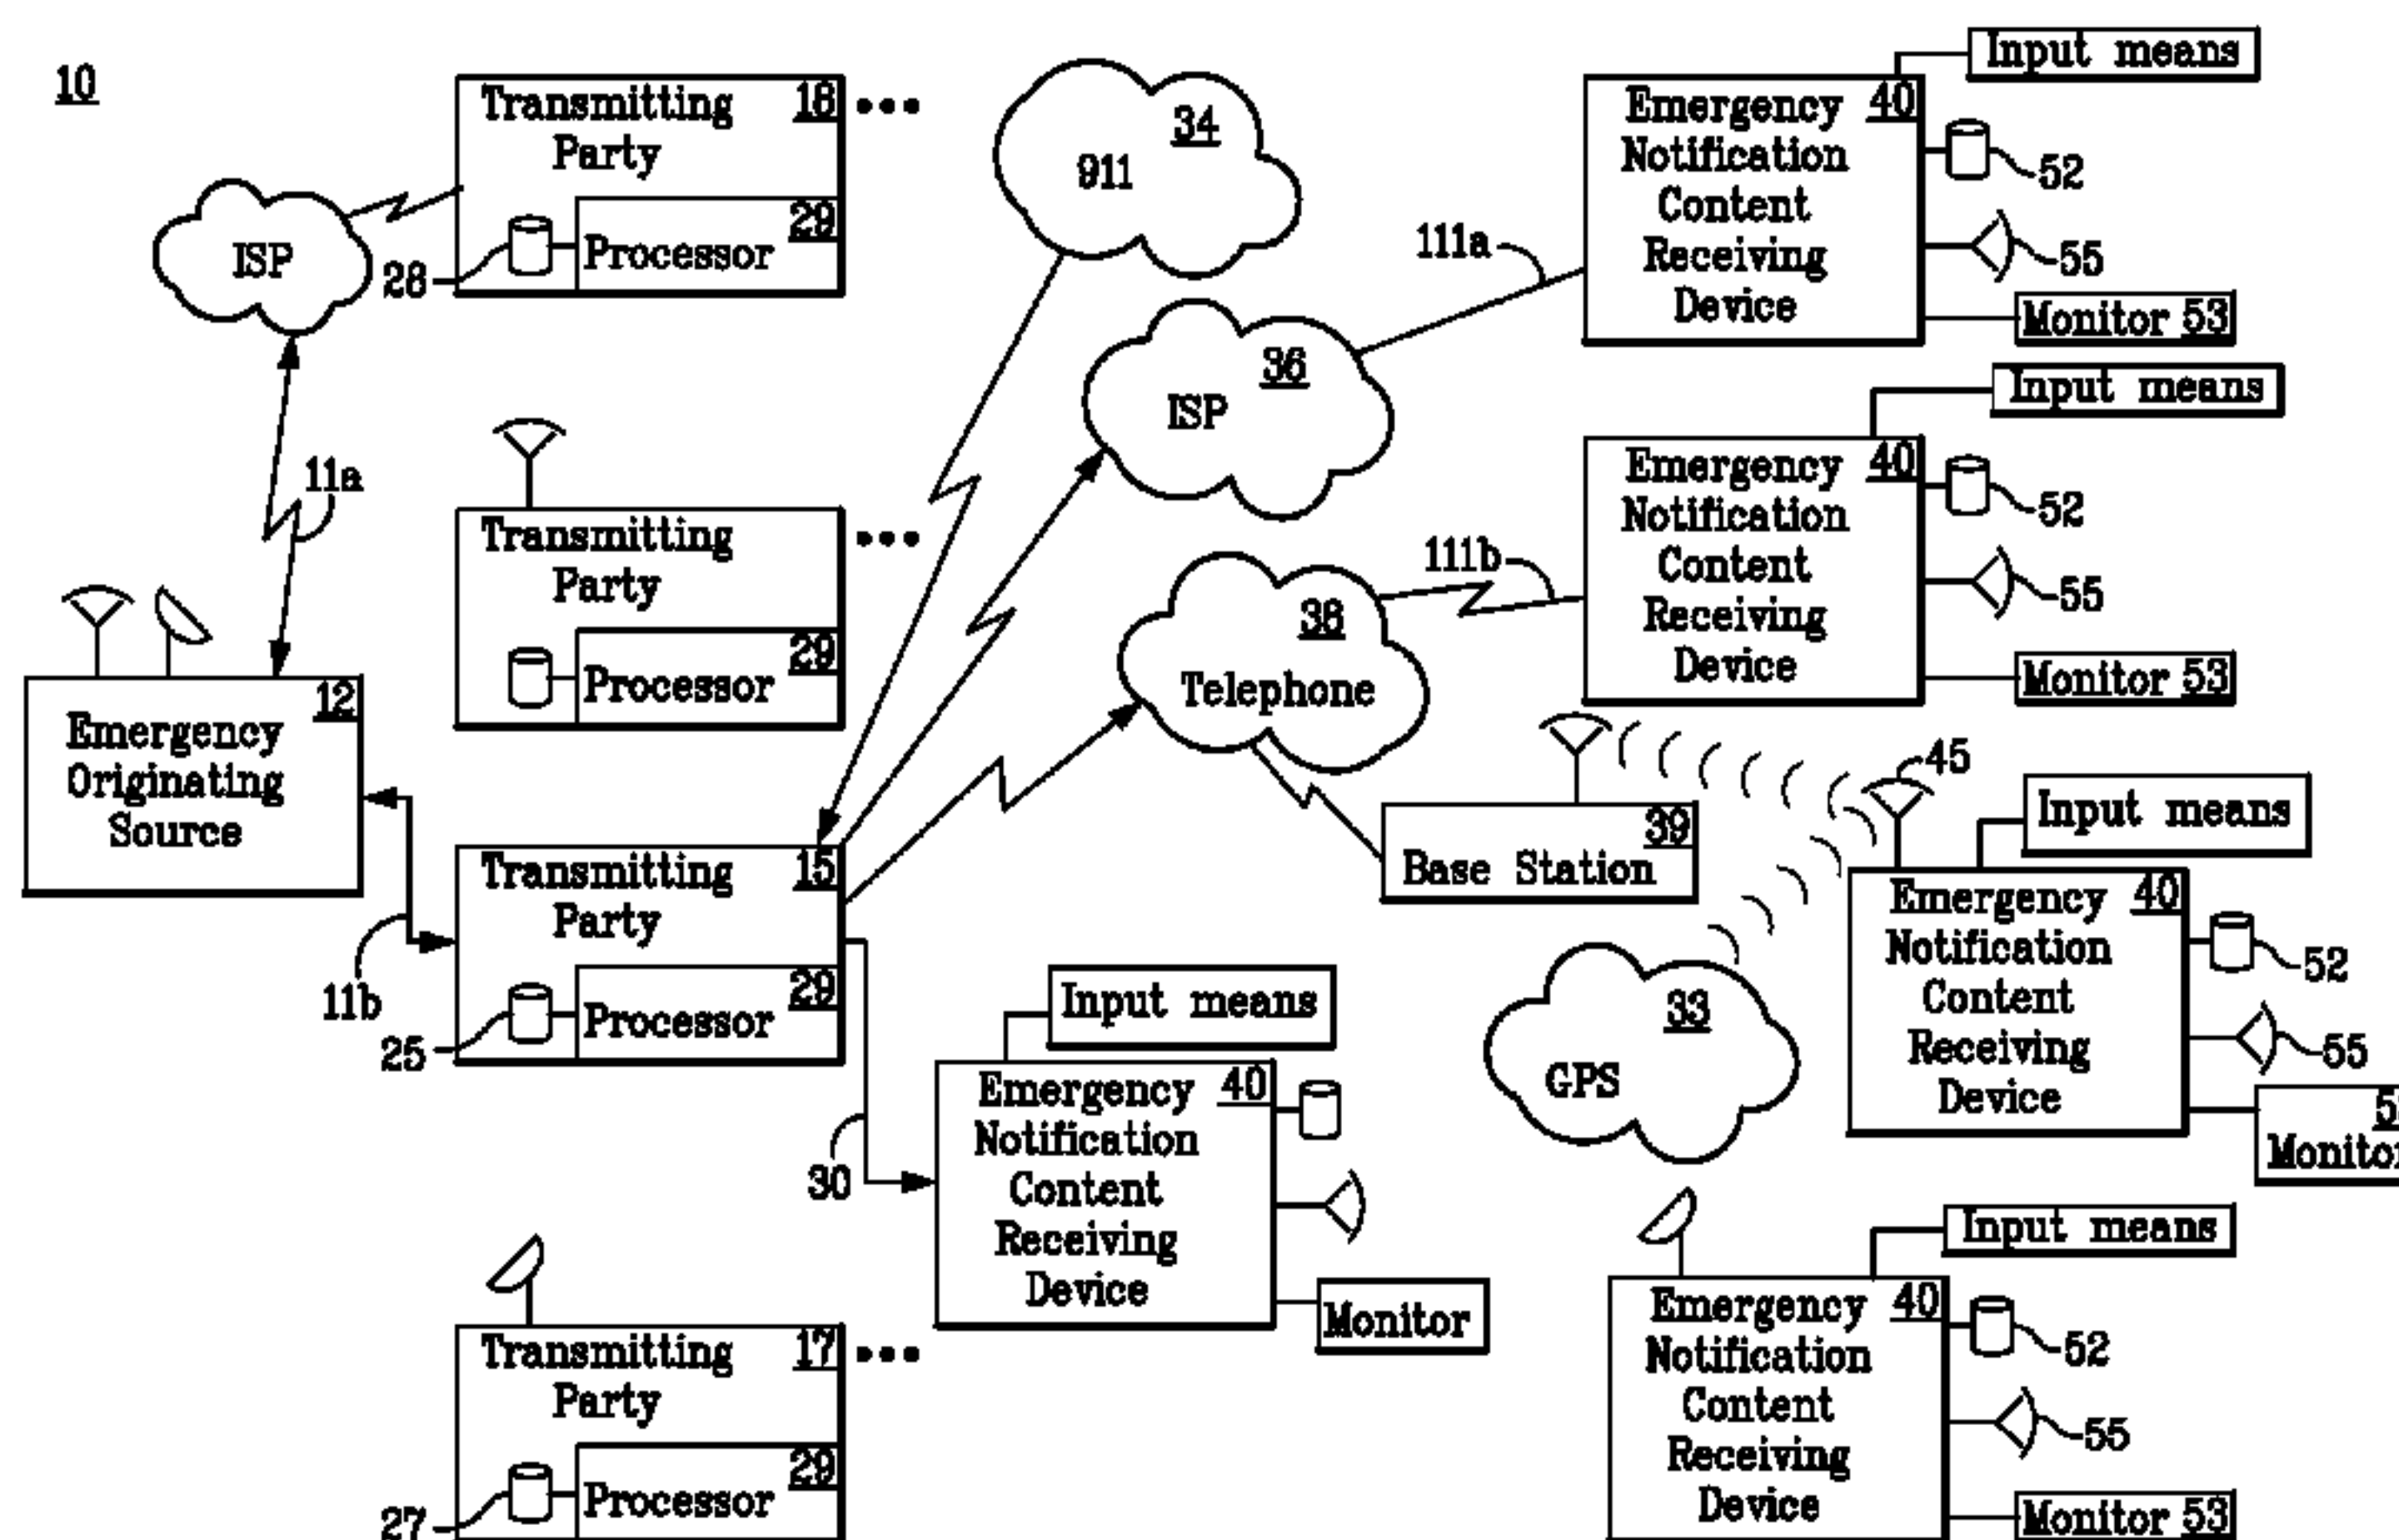 10
Transmitting 18
Party
Processor 29
28
ISP
11a
Transmitting
Party
Processor 29
12
Emergency
Originating
Source
11b
Transmitting 15
Party
Processor 29
25
30
Transmitting 17
Party
Processor 29
27
34
911
36
ISP
38
Telephone
39
Base Station
33
GPS
Input means
Emergency 40
Notification
Content
Receiving
Device
Monitor
111a
Input means
Emergency 40
Notification
Content
Receiving
Device
52
55
Monitor 53
111b
Input means
Emergency 40
Notification
Content
Receiving
Device
52
55
Monitor 53
45
Input means
Emergency 40
Notification
Content
Receiving
Device
52
55
Input means
Emergency 40
Notification
Content
Receiving
Device
52
55
Monitor 53